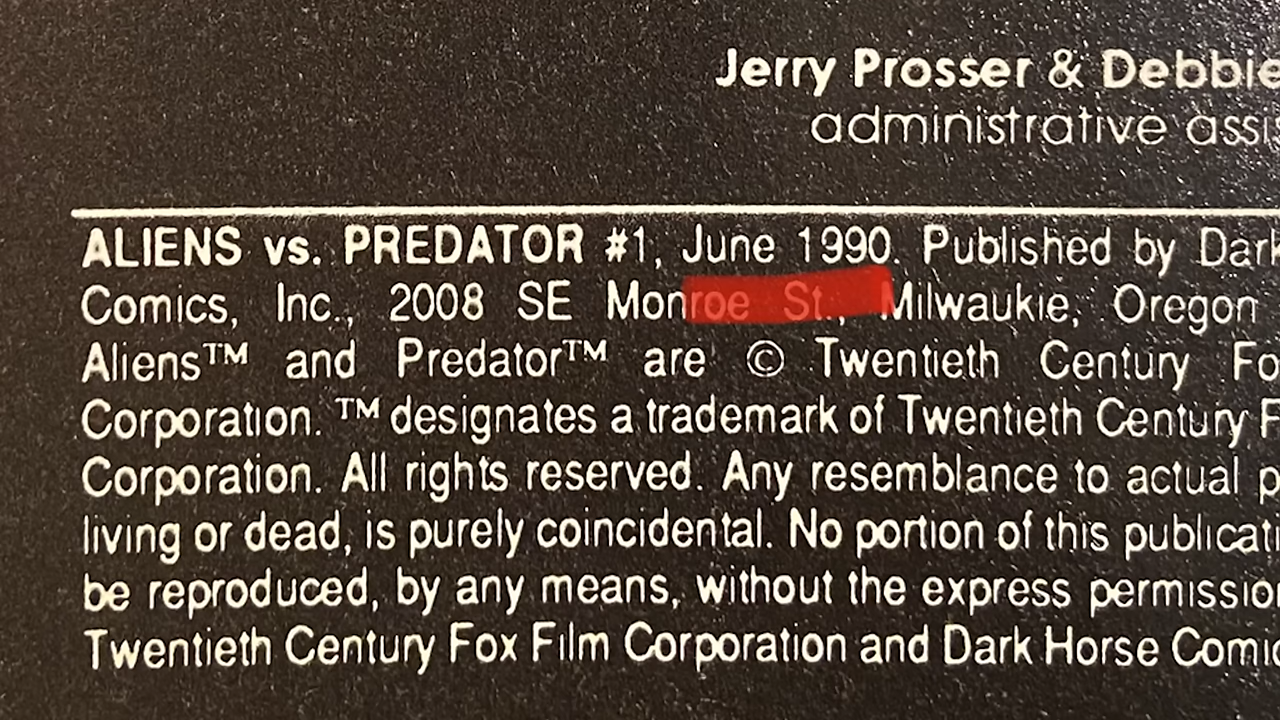 Jerry Prosser & Debbie
administrative assi
ALIENS vs. PREDATOR #1, June 1990. Published by Dark
Comics, Inc., 2008 SE Monroe St., Milwaukie, Oregon
Aliens™ and Predator™ are © Twentieth Century Fo
Corporation. ™ designates a trademark of Twentieth Century F
Corporation. All rights reserved. Any resemblance to actual p
living or dead, is purely coincidental. No portion of this publicati
be reproduced, by any means, without the express permissio
Twentieth Century Fox Film Corporation and Dark Horse Comic